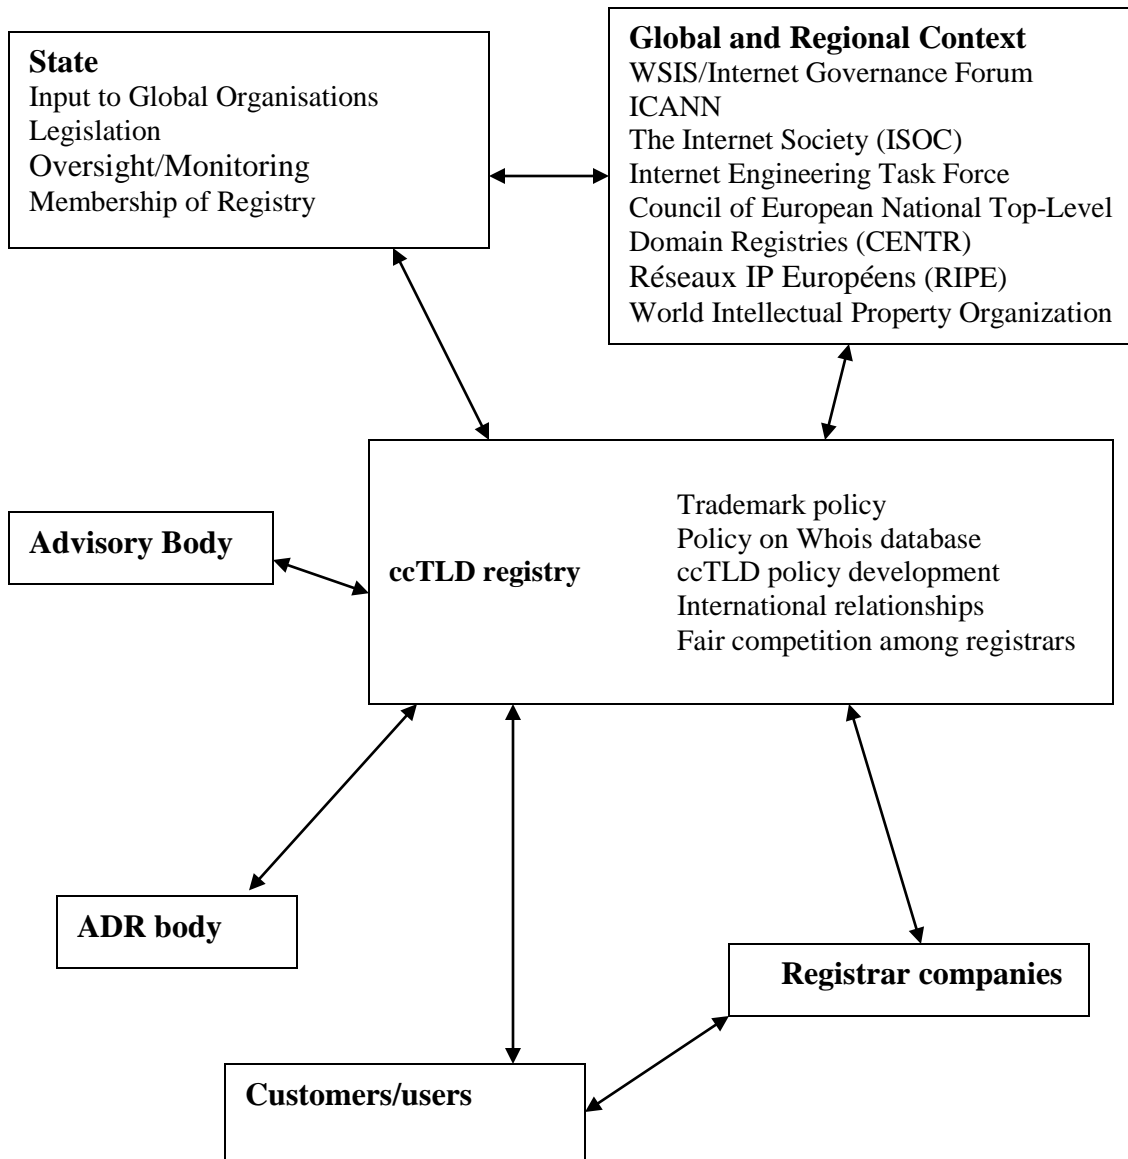 State
Input to Global Organisations
Legislation
Oversight/Monitoring
Membership of Registry
Global and Regional Context
WSIS/Internet Governance Forum
ICANN
The Internet Society (ISOC)
Internet Engineering Task Force
Council of European National Top-Level
Domain Registries (CENTR)
Réseaux IP Européens (RIPE)
World Intellectual Property Organization
Advisory Body
ccTLD registry
Trademark policy
Policy on Whois database
ccTLD policy development
International relationships
Fair competition among registrars
ADR body
Registrar companies
Customers/users